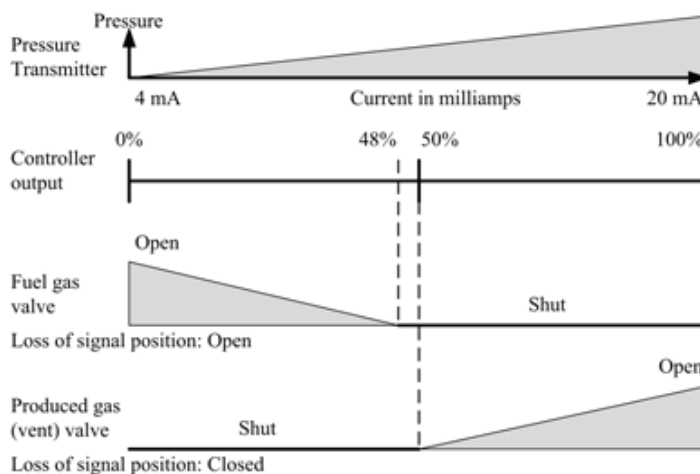 Pressure
Pressure
Transmitter
4 mA Current in milliamps 20 mA
0% 48% 50% 100%
Controller
output
Open
Fuel gas
valve
Shut
Loss of signal position: Open
Open
Produced gas
(vent) valve
Shut
Loss of signal position: Closed